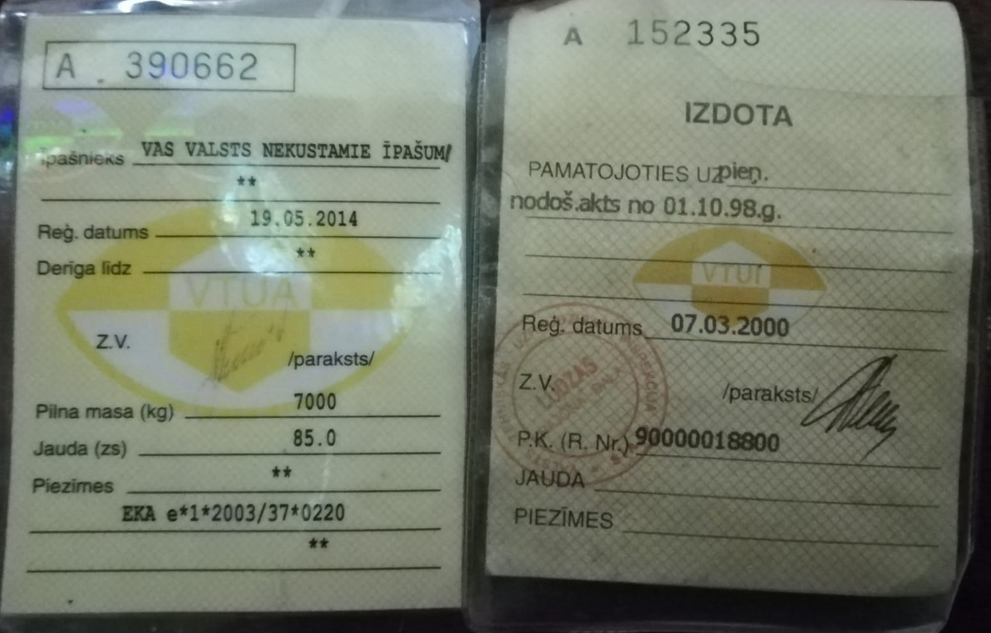 A 390662
Īpašnieks VAS VALSTS NEKUSTAMIE ĪPAŠUMI
**
Reģ. datums 19.05.2014
**
Derīga līdz
VTUA
Z.V.
/paraksts/
Pilna masa (kg) 7000
Jauda (zs) 85.0
Piezīmes **
EKA e*1*2003/37*0220
**
A 152335
IZDOTA
PAMATOJOTIES UZ pieņ.
nodoš.akts no 01.10.98.g.
VTUI
Reģ. datums 07.03.2000
Z.V. /paraksts/
LUDZAS
P.K. (R. Nr.) 90000018800
JAUDA
PIEZĪMES